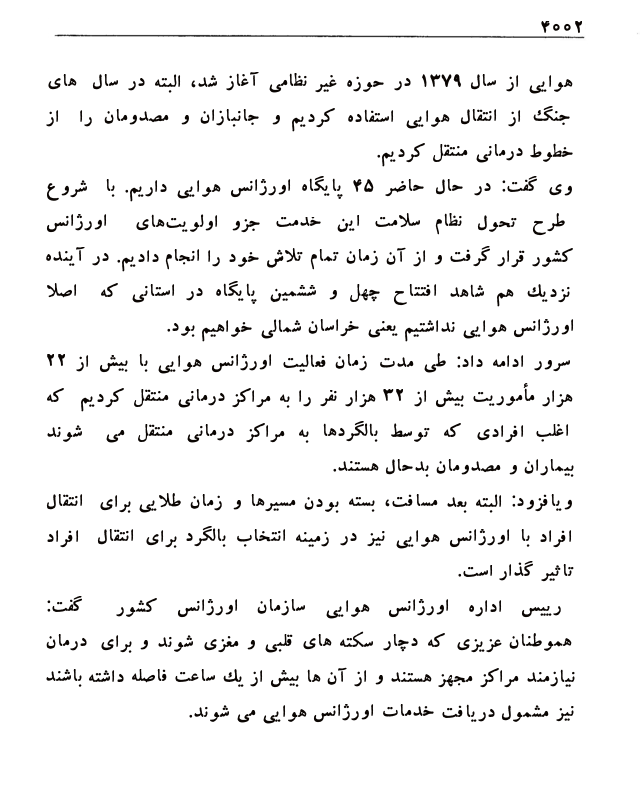 ۴۰۰۲
هوایی از سال ۱۳۷۹ در حوزه غیر نظامی آغاز شد، البته در سال های
جنگ از انتقال هوایی استفاده کردیم و جانبازان و مصدومان را از
خطوط درمانی منتقل کردیم.
وی گفت: در حال حاضر ۴۵ پایگاه اورژانس هوایی داریم. با شروع
طرح تحول نظام سلامت این خدمت جزو اولویت‌های اورژانس
کشور قرار گرفت و از آن زمان تمام تلاش خود را انجام دادیم. در آینده
نزدیك هم شاهد افتتاح چهل و ششمین پایگاه در استانی که اصلا
اورژانس هوایی نداشتیم یعنی خراسان شمالی خواهیم بود.
سرور ادامه داد: طی مدت زمان فعالیت اورژانس هوایی با بیش از ۲۲
هزار مأموریت بیش از ۳۲ هزار نفر را به مراکز درمانی منتقل کردیم که
اغلب افرادی که توسط بالگردها به مراکز درمانی منتقل می شوند
بیماران و مصدومان بدحال هستند.
ویافزود: البته بعد مسافت، بسته بودن مسیرها و زمان طلایی برای انتقال
افراد با اورژانس هوایی نیز در زمینه انتخاب بالگرد برای انتقال افراد
تاثیر گذار است.
رییس اداره اورژانس هوایی سازمان اورژانس کشور گفت:
هموطنان عزیزی که دچار سکته های قلبی و مغزی شوند و برای درمان
نیازمند مراکز مجهز هستند و از آن ها بیش از یك ساعت فاصله داشته باشند
نیز مشمول دریافت خدمات اورژانس هوایی می شوند.